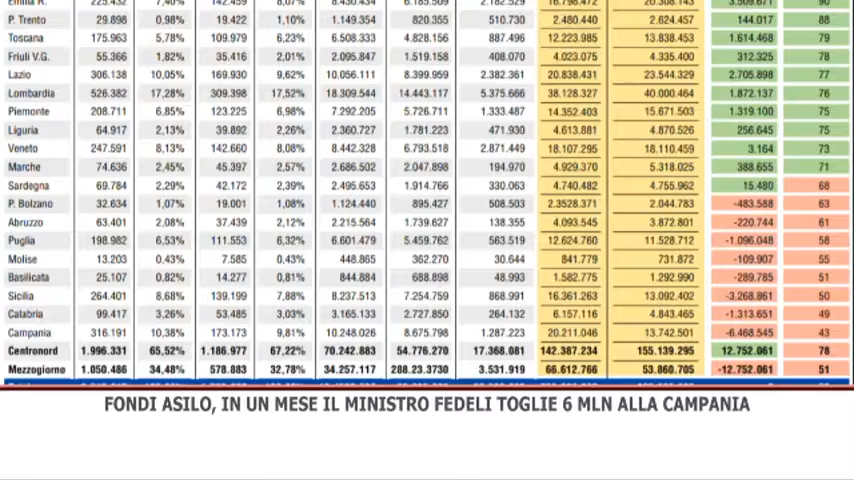 Emilia R. 225.432 7,40% 142.459 8,07% 8.430.434 6.185.509 2.182.529 16.798.472 20.308.143 3.509.671 90
P. Trento 29.898 0,98% 19.422 1,10% 1.149.354 820.355 510.730 2.480.440 2.624.457 144.017 88
Toscana 175.963 5,78% 109.979 6,23% 6.508.333 4.828.156 887.496 12.223.985 13.838.453 1.614.468 79
Friuli V.G. 55.366 1,82% 35.416 2,01% 2.095.847 1.519.158 408.070 4.023.075 4.335.400 312.325 78
Lazio 306.138 10,05% 169.930 9,62% 10.056.111 8.399.959 2.382.361 20.838.431 23.544.329 2.705.898 77
Lombardia 526.382 17,28% 309.398 17,52% 18.309.544 14.443.117 5.375.666 38.128.327 40.000.464 1.872.137 76
Piemonte 208.711 6,85% 123.225 6,98% 7.292.205 5.726.711 1.333.487 14.352.403 15.671.503 1.319.100 75
Liguria 64.917 2,13% 39.892 2,26% 2.360.727 1.781.223 471.930 4.613.881 4.870.526 256.645 75
Veneto 247.591 8,13% 142.660 8,08% 8.442.328 6.793.518 2.871.449 18.107.295 18.110.459 3.164 73
Marche 74.636 2,45% 45.397 2,57% 2.686.502 2.047.898 194.970 4.929.370 5.318.025 388.655 71
Sardegna 69.784 2,29% 42.172 2,39% 2.495.653 1.914.766 330.063 4.740.482 4.755.962 15.480 68
P. Bolzano 32.634 1,07% 19.001 1,08% 1.124.440 895.427 508.503 2.3528.371 2.044.783 -483.588 63
Abruzzo 63.401 2,08% 37.439 2,12% 2.215.564 1.739.627 138.355 4.093.545 3.872.801 -220.744 61
Puglia 198.982 6,53% 111.553 6,32% 6.601.479 5.459.762 563.519 12.624.760 11.528.712 -1.096.048 58
Molise 13.203 0,43% 7.585 0,43% 448.865 362.270 30.644 841.779 731.872 -109.907 55
Basilicata 25.107 0,82% 14.277 0,81% 844.884 688.898 48.993 1.582.775 1.292.990 -289.785 51
Sicilia 264.401 8,68% 139.199 7,88% 8.237.513 7.254.759 868.991 16.361.263 13.092.402 -3.268.861 50
Calabria 99.417 3,26% 53.485 3,03% 3.165.133 2.727.850 264.132 6.157.116 4.843.465 -1.313.651 49
Campania 316.191 10,38% 173.173 9,81% 10.248.026 8.675.798 1.287.223 20.211.046 13.742.501 -6.468.545 43
Centronord 1.996.331 65,52% 1.186.977 67,22% 70.242.883 54.776.270 17.368.081 142.387.234 155.139.295 12.752.061 78
Mezzogiorno 1.050.486 34,48% 578.883 32,78% 34.257.117 288.23.3730 3.531.919 66.612.766 53.860.705 -12.752.061 51
FONDI ASILO, IN UN MESE IL MINISTRO FEDELI TOGLIE 6 MLN ALLA CAMPANIA